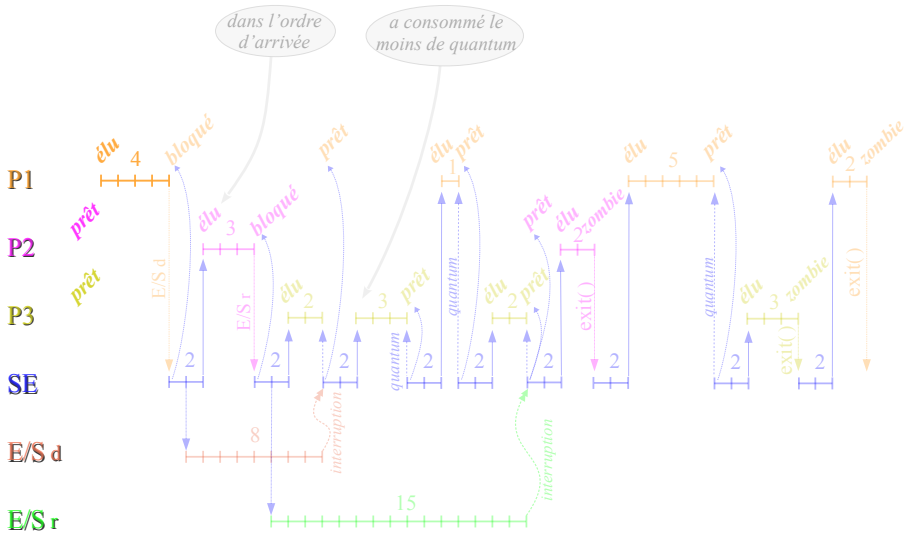 dans l'ordre
d'arrivée
a consommé le
moins de quantum
élu
4
bloqué
prêt
élu
1
prêt
élu
5
prêt
élu
2
zombie
P1
prêt
élu
3
bloqué
prêt
élu
2
zombie
P2
prêt
E/S d
E/S r
élu
2
prêt
3
prêt
quantum
élu
2
prêt
exit()
quantum
élu
3
zombie
exit()
exit()
P3
quantum
SE
2
2
2
2
2
2
2
2
2
E/S d
8
interruption
interruption
E/S r
15